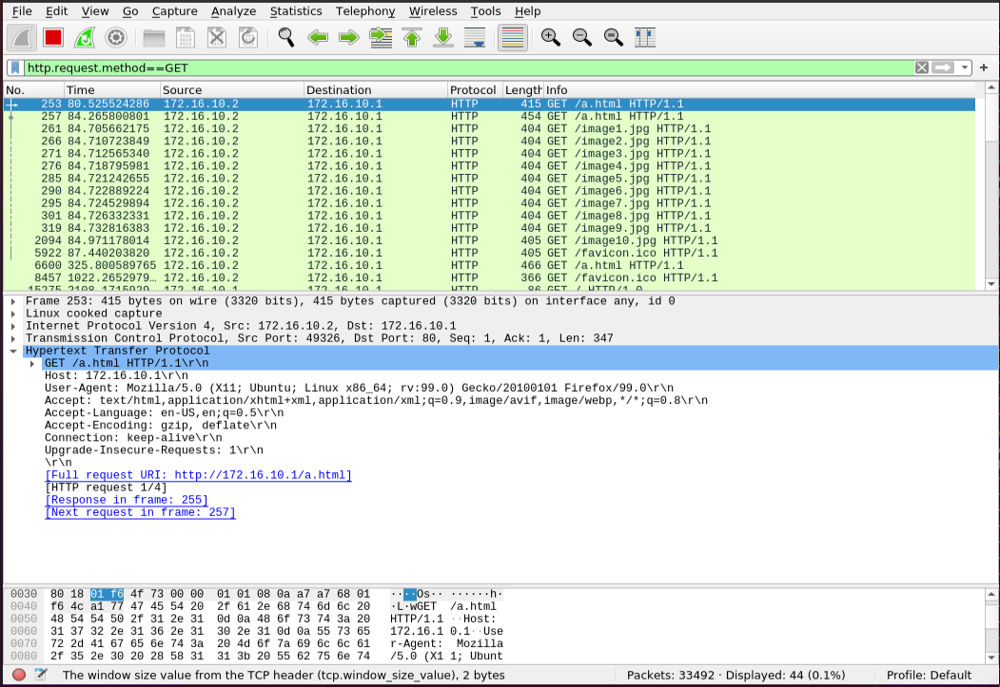 File Edit View Go Capture Analyze Statistics Telephony Wireless Tools Help
http.request.method==GET
No. Time Source Destination Protocol Length Info
253 80.525524286 172.16.10.2 172.16.10.1 HTTP 415 GET /a.html HTTP/1.1
257 84.265800801 172.16.10.2 172.16.10.1 HTTP 454 GET /a.html HTTP/1.1
261 84.705662175 172.16.10.2 172.16.10.1 HTTP 404 GET /image1.jpg HTTP/1.1
266 84.710723849 172.16.10.2 172.16.10.1 HTTP 404 GET /image2.jpg HTTP/1.1
271 84.712565340 172.16.10.2 172.16.10.1 HTTP 404 GET /image3.jpg HTTP/1.1
276 84.718795981 172.16.10.2 172.16.10.1 HTTP 404 GET /image4.jpg HTTP/1.1
285 84.721242655 172.16.10.2 172.16.10.1 HTTP 404 GET /image5.jpg HTTP/1.1
290 84.722889224 172.16.10.2 172.16.10.1 HTTP 404 GET /image6.jpg HTTP/1.1
295 84.724529894 172.16.10.2 172.16.10.1 HTTP 404 GET /image7.jpg HTTP/1.1
301 84.726332331 172.16.10.2 172.16.10.1 HTTP 404 GET /image8.jpg HTTP/1.1
319 84.732816383 172.16.10.2 172.16.10.1 HTTP 404 GET /image9.jpg HTTP/1.1
2094 84.971178014 172.16.10.2 172.16.10.1 HTTP 405 GET /image10.jpg HTTP/1.1
5922 87.440203820 172.16.10.2 172.16.10.1 HTTP 405 GET /favicon.ico HTTP/1.1
6600 325.800589765 172.16.10.2 172.16.10.1 HTTP 466 GET /a.html HTTP/1.1
8457 1022.2652979… 172.16.10.2 172.16.10.1 HTTP 366 GET /favicon.ico HTTP/1.1
Frame 253: 415 bytes on wire (3320 bits), 415 bytes captured (3320 bits) on interface any, id 0
Linux cooked capture
Internet Protocol Version 4, Src: 172.16.10.2, Dst: 172.16.10.1
Transmission Control Protocol, Src Port: 49326, Dst Port: 80, Seq: 1, Ack: 1, Len: 347
Hypertext Transfer Protocol
GET /a.html HTTP/1.1\r\n
Host: 172.16.10.1\r\n
User-Agent: Mozilla/5.0 (X11; Ubuntu; Linux x86_64; rv:99.0) Gecko/20100101 Firefox/99.0\r\n
Accept: text/html,application/xhtml+xml,application/xml;q=0.9,image/avif,image/webp,*/*;q=0.8\r\n
Accept-Language: en-US,en;q=0.5\r\n
Accept-Encoding: gzip, deflate\r\n
Connection: keep-alive\r\n
Upgrade-Insecure-Requests: 1\r\n
\r\n
[Full request URI: http://172.16.10.1/a.html]
[HTTP request 1/4]
[Response in frame: 255]
[Next request in frame: 257]
0030 80 18 01 f6 4f 73 00 00 01 01 08 0a a7 a7 68 01 ····Os·· ······h·
0040 f6 4c a1 77 47 45 54 20 2f 61 2e 68 74 6d 6c 20 ·L·wGET /a.html
0050 48 54 54 50 2f 31 2e 31 0d 0a 48 6f 73 74 3a 20 HTTP/1.1 ··Host:
0060 31 37 32 2e 31 36 2e 31 30 2e 31 0d 0a 55 73 65 172.16.1 0.1··Use
0070 72 2d 41 67 65 6e 74 3a 20 4d 6f 7a 69 6c 6c 61 r-Agent: Mozilla
0080 2f 35 2e 30 20 28 58 31 31 3b 20 55 62 75 6e 74 /5.0 (X1 1; Ubunt
The window size value from the TCP header (tcp.window_size_value), 2 bytes Packets: 33492 · Displayed: 44 (0.1%) Profile: Default